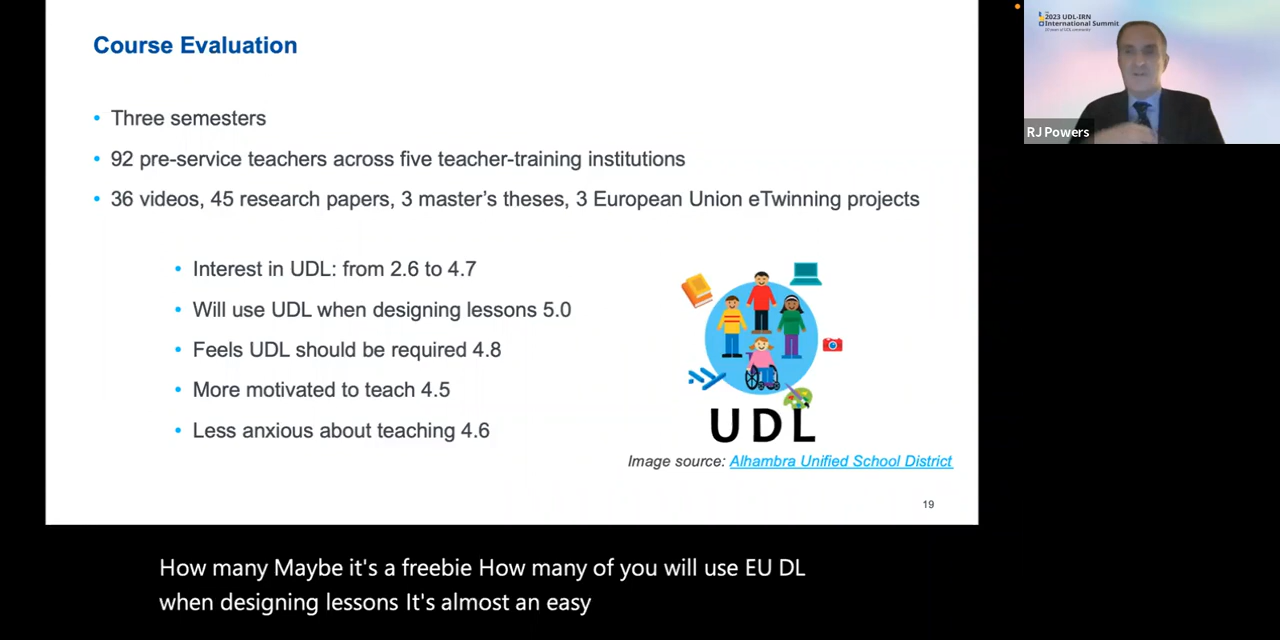 Course Evaluation
• Three semesters
• 92 pre-service teachers across five teacher-training institutions
• 36 videos, 45 research papers, 3 master's theses, 3 European Union eTwinning projects
• Interest in UDL: from 2.6 to 4.7
• Will use UDL when designing lessons 5.0
• Feels UDL should be required 4.8
• More motivated to teach 4.5
• Less anxious about teaching 4.6
UDL
Image source: Alhambra Unified School District
19
2023 UDL-IRN
International Summit
RJ Powers
How many Maybe it's a freebie How many of you will use EU DL
when designing lessons It's almost an easy